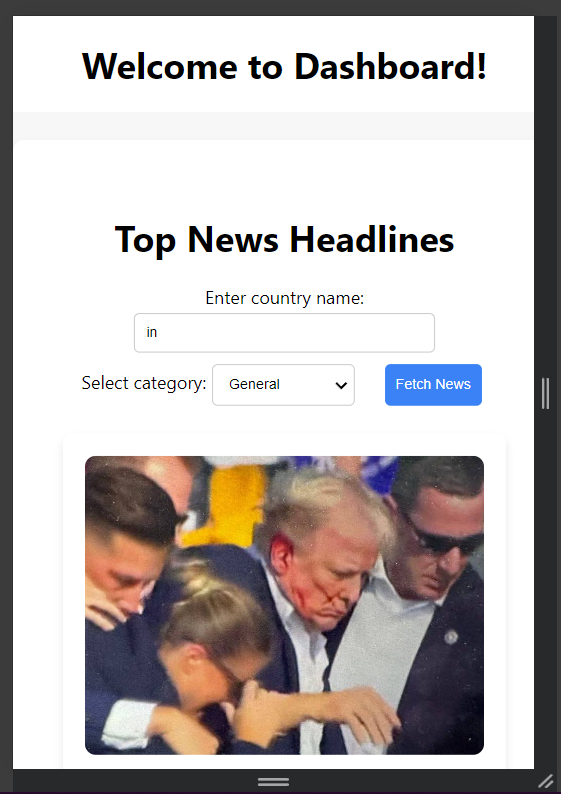 Welcome to Dashboard!
Top News Headlines
Enter country name:
in
Select category: General Fetch News